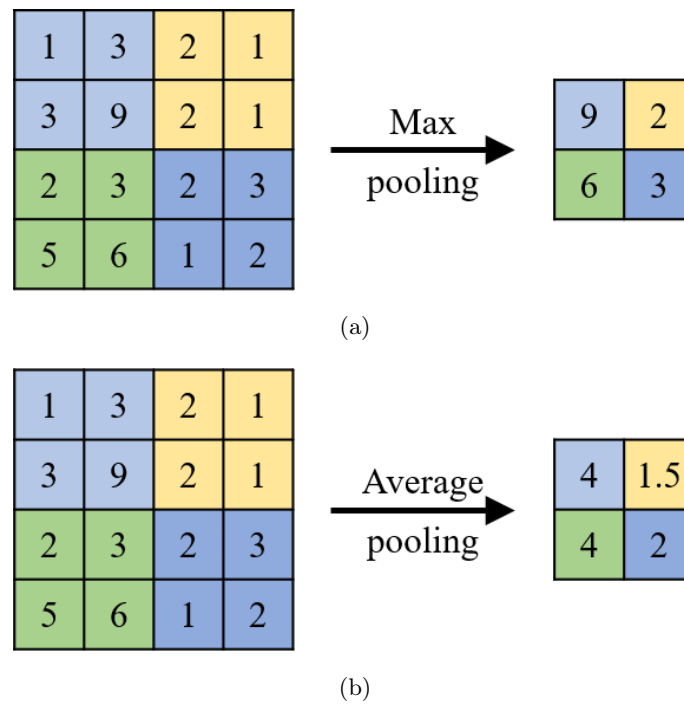 1 3 2 1
3 9 2 1
2 3 2 3
5 6 1 2
Max
pooling
9 2
6 3
(a)
1 3 2 1
3 9 2 1
2 3 2 3
5 6 1 2
Average
pooling
4 1.5
4 2
(b)